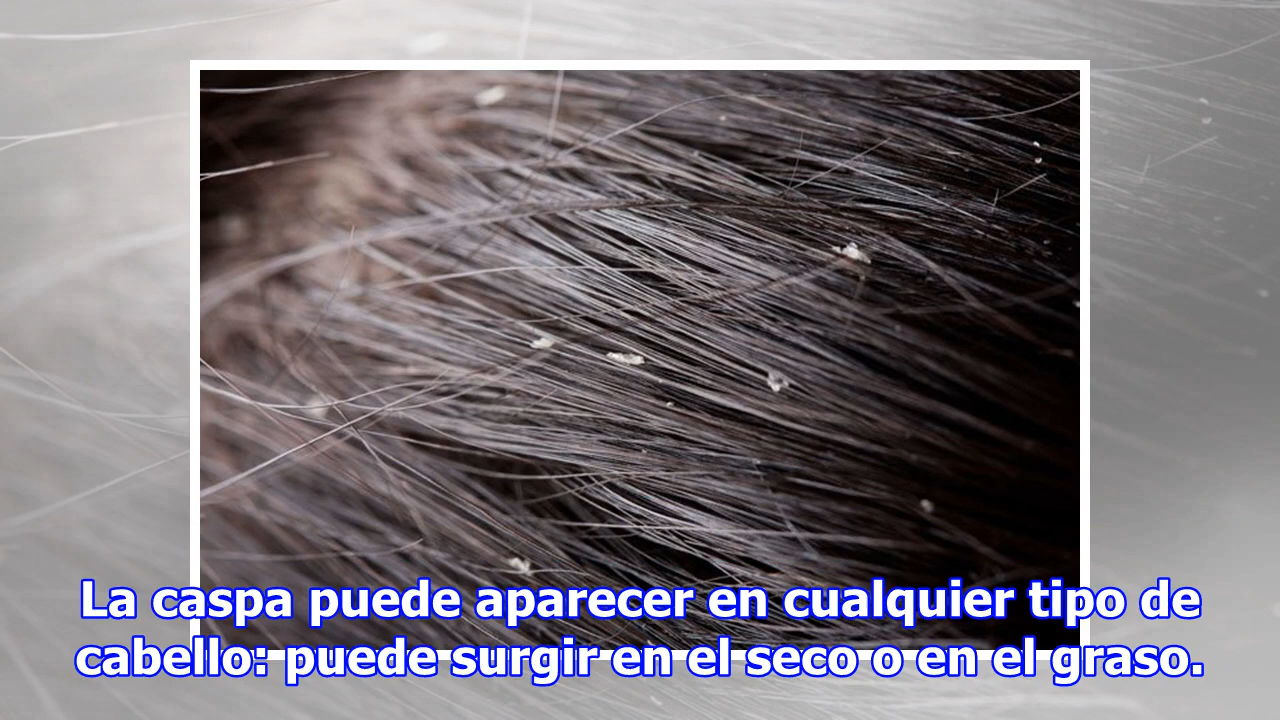 La caspa puede aparecer en cualquier tipo de
cabello: puede surgir en el seco o en el graso.